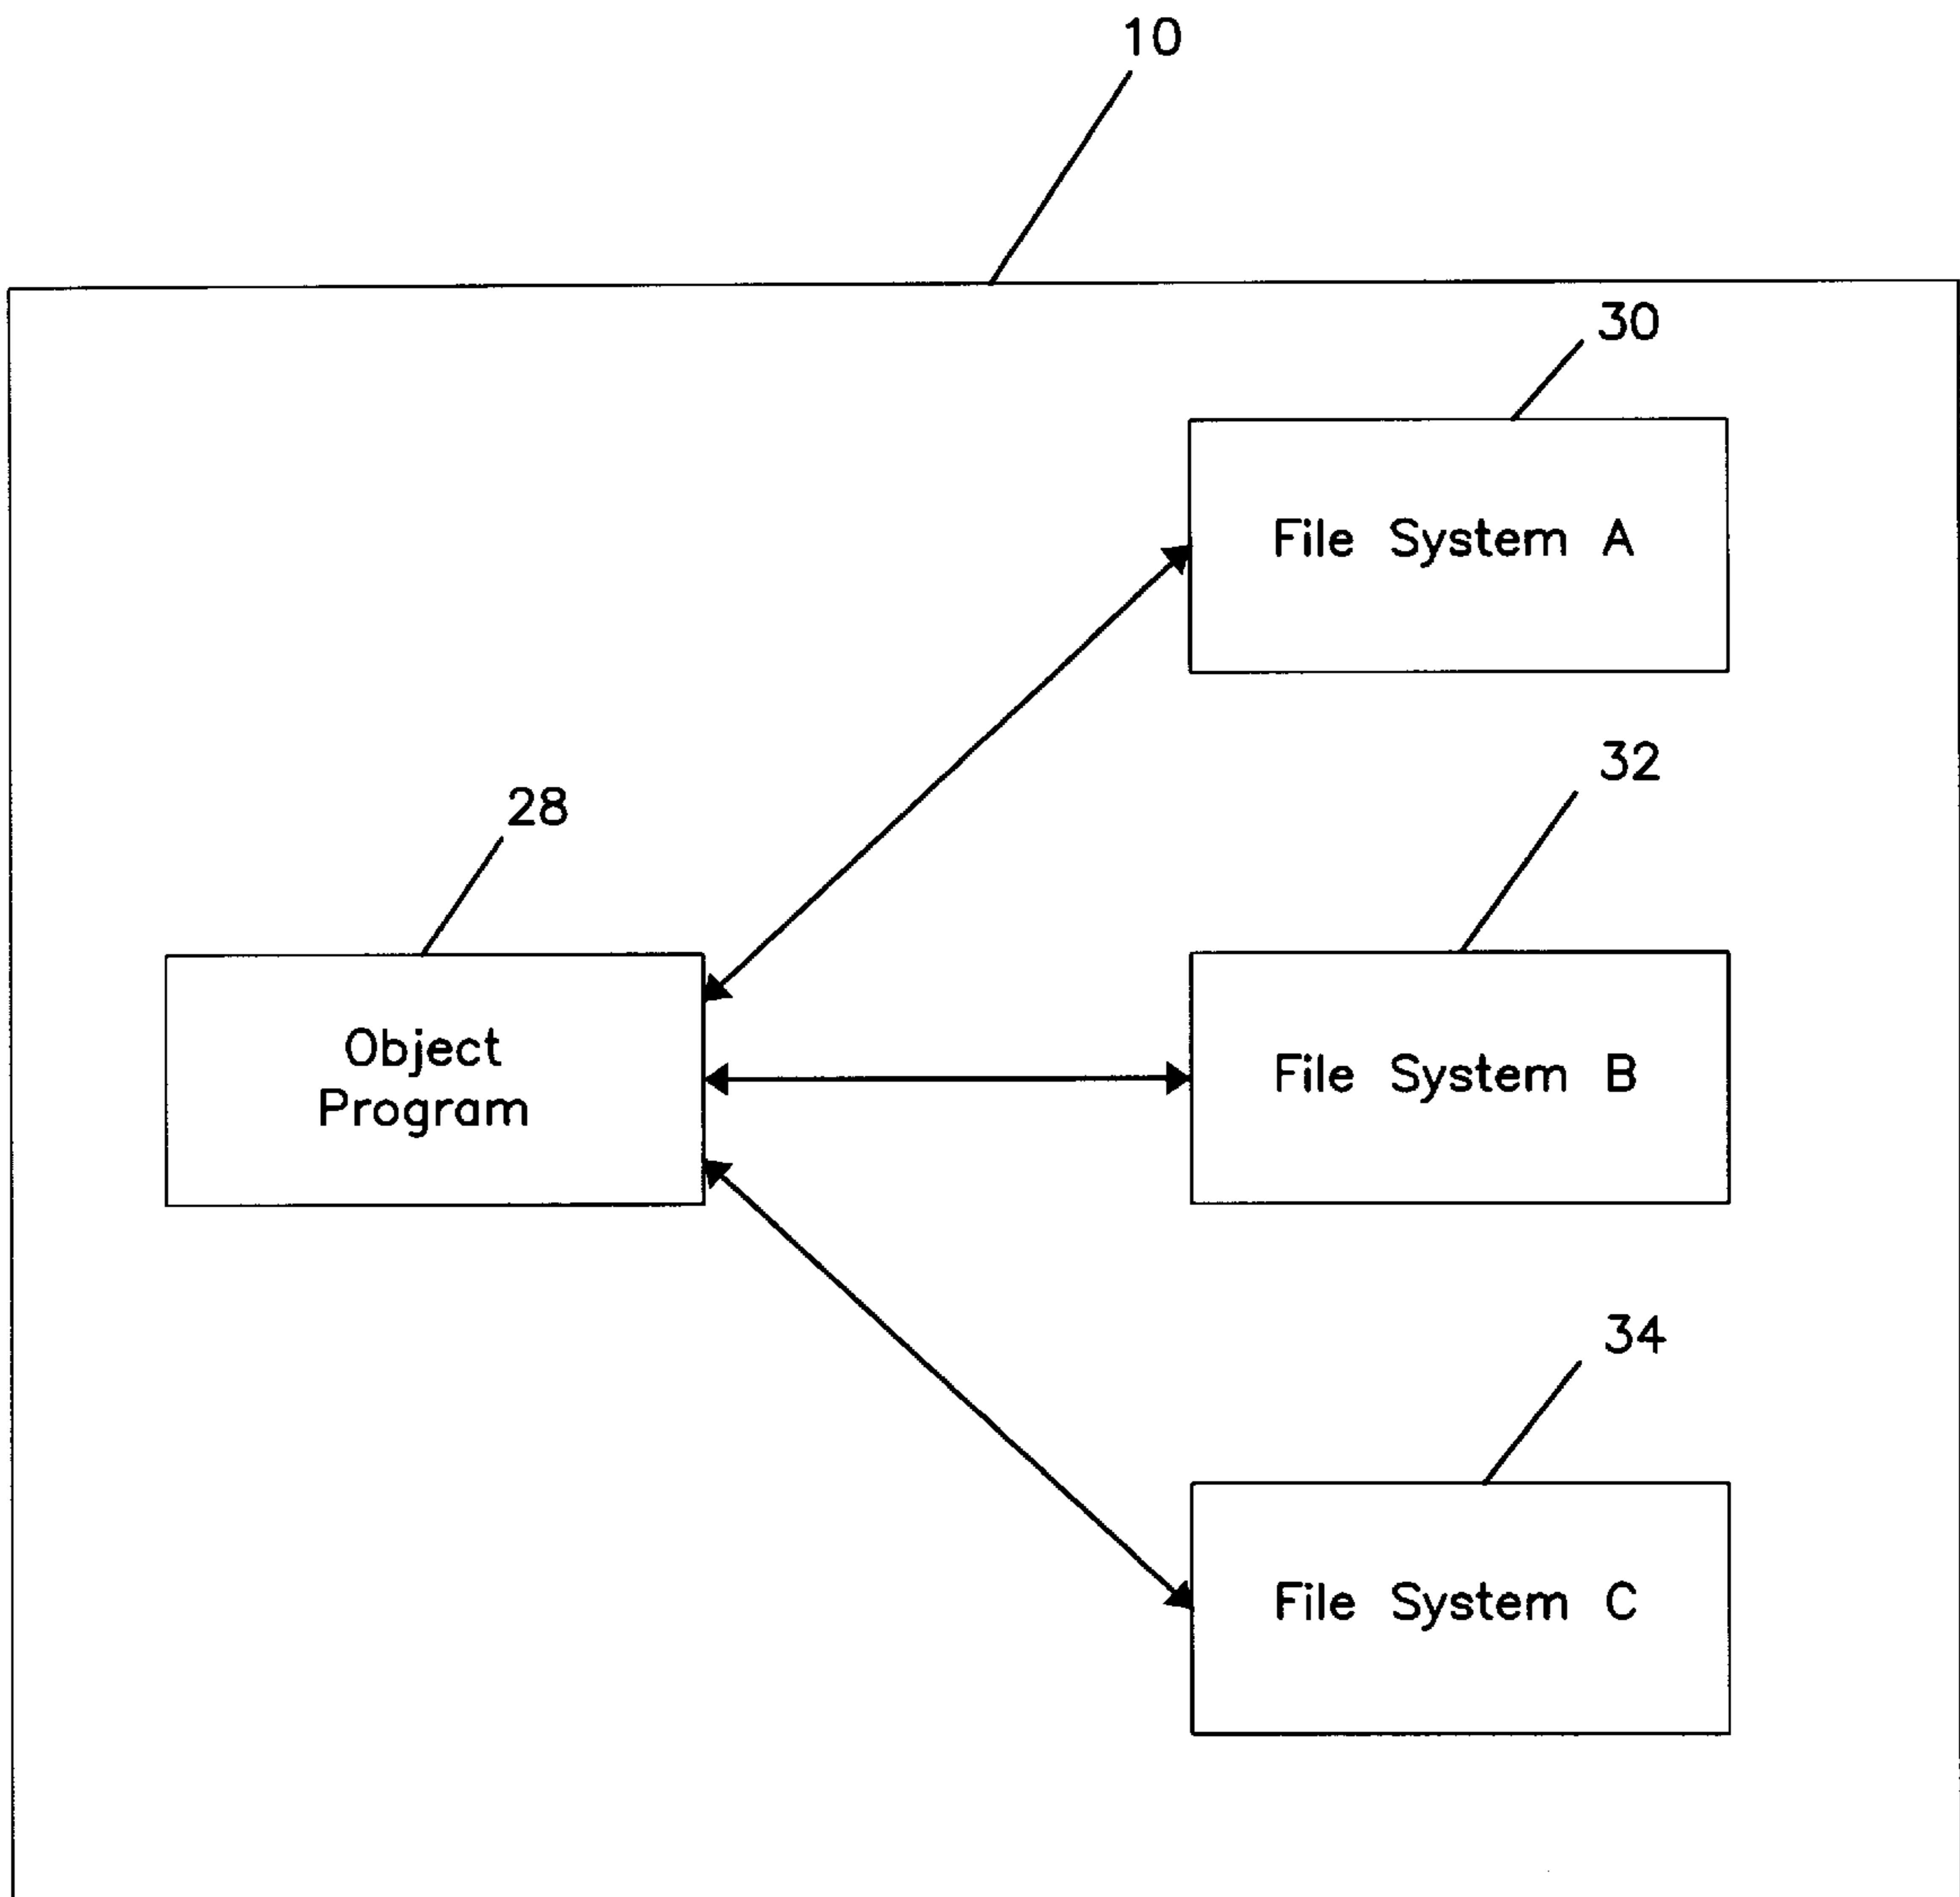 10
30
File System A
32
28
Object
Program
File System B
34
File System C